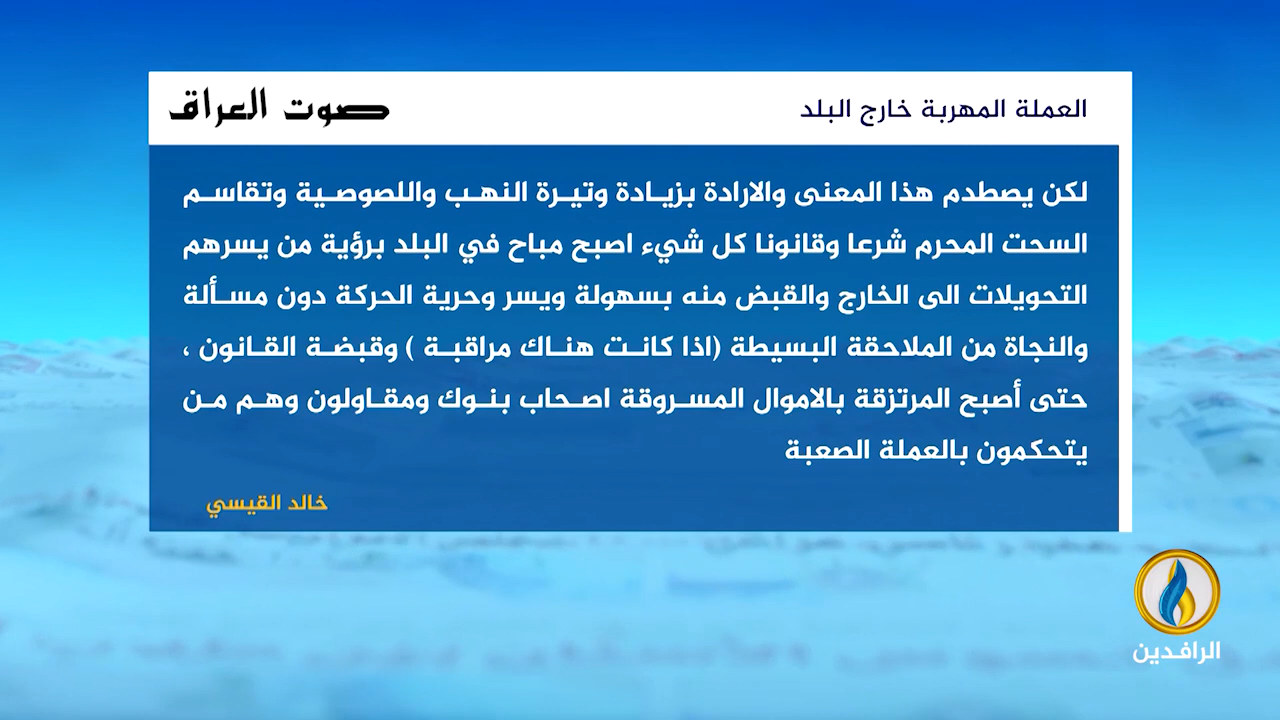 العملة المهربة خارج البلد
صوت العراق
لكن يصطدم هذا المعنى والارادة بزيادة وتيرة النهب واللصوصية وتقاسم
السحت المحرم شرعا وقانونا كل شيء اصبح مباح في البلد برؤية من يسرهم
التحويلات الى الخارج والقبض منه بسهولة ويسر وحرية الحركة دون مسألة
والنجاة من الملاحقة البسيطة (اذا كانت هناك مراقبة ) وقبضة القانون ،
حتى أصبح المرتزقة بالاموال المسروقة اصحاب بنوك ومقاولون وهم من
يتحكمون بالعملة الصعبة
خالد القيسي
الرافدين